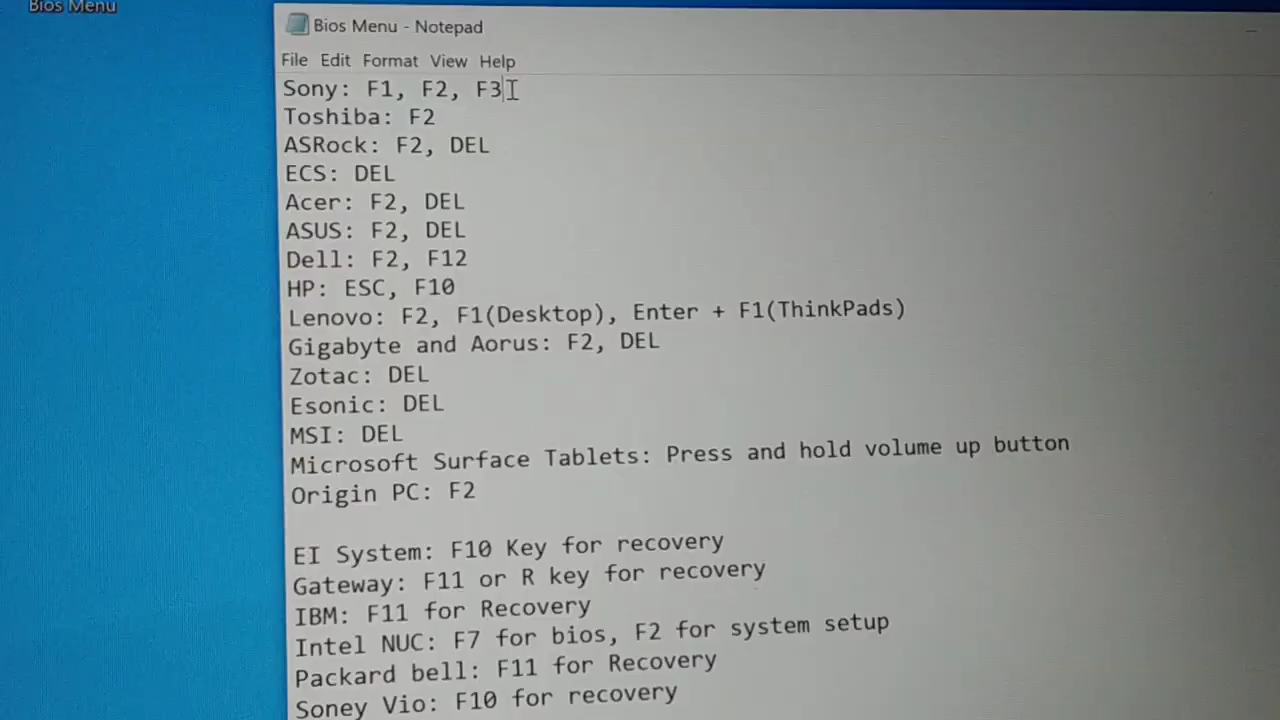 Bios Menu
Bios Menu - Notepad
File Edit Format View Help
Sony: F1, F2, F3
Toshiba: F2
ASRock: F2, DEL
ECS: DEL
Acer: F2, DEL
ASUS: F2, DEL
Dell: F2, F12
HP: ESC, F10
Lenovo: F2, F1(Desktop), Enter + F1(ThinkPads)
Gigabyte and Aorus: F2, DEL
Zotac: DEL
Esonic: DEL
MSI: DEL
Microsoft Surface Tablets: Press and hold volume up button
Origin PC: F2
EI System: F10 Key for recovery
Gateway: F11 or R key for recovery
IBM: F11 for Recovery
Intel NUC: F7 for bios, F2 for system setup
Packard bell: F11 for Recovery
Soney Vio: F10 for recovery